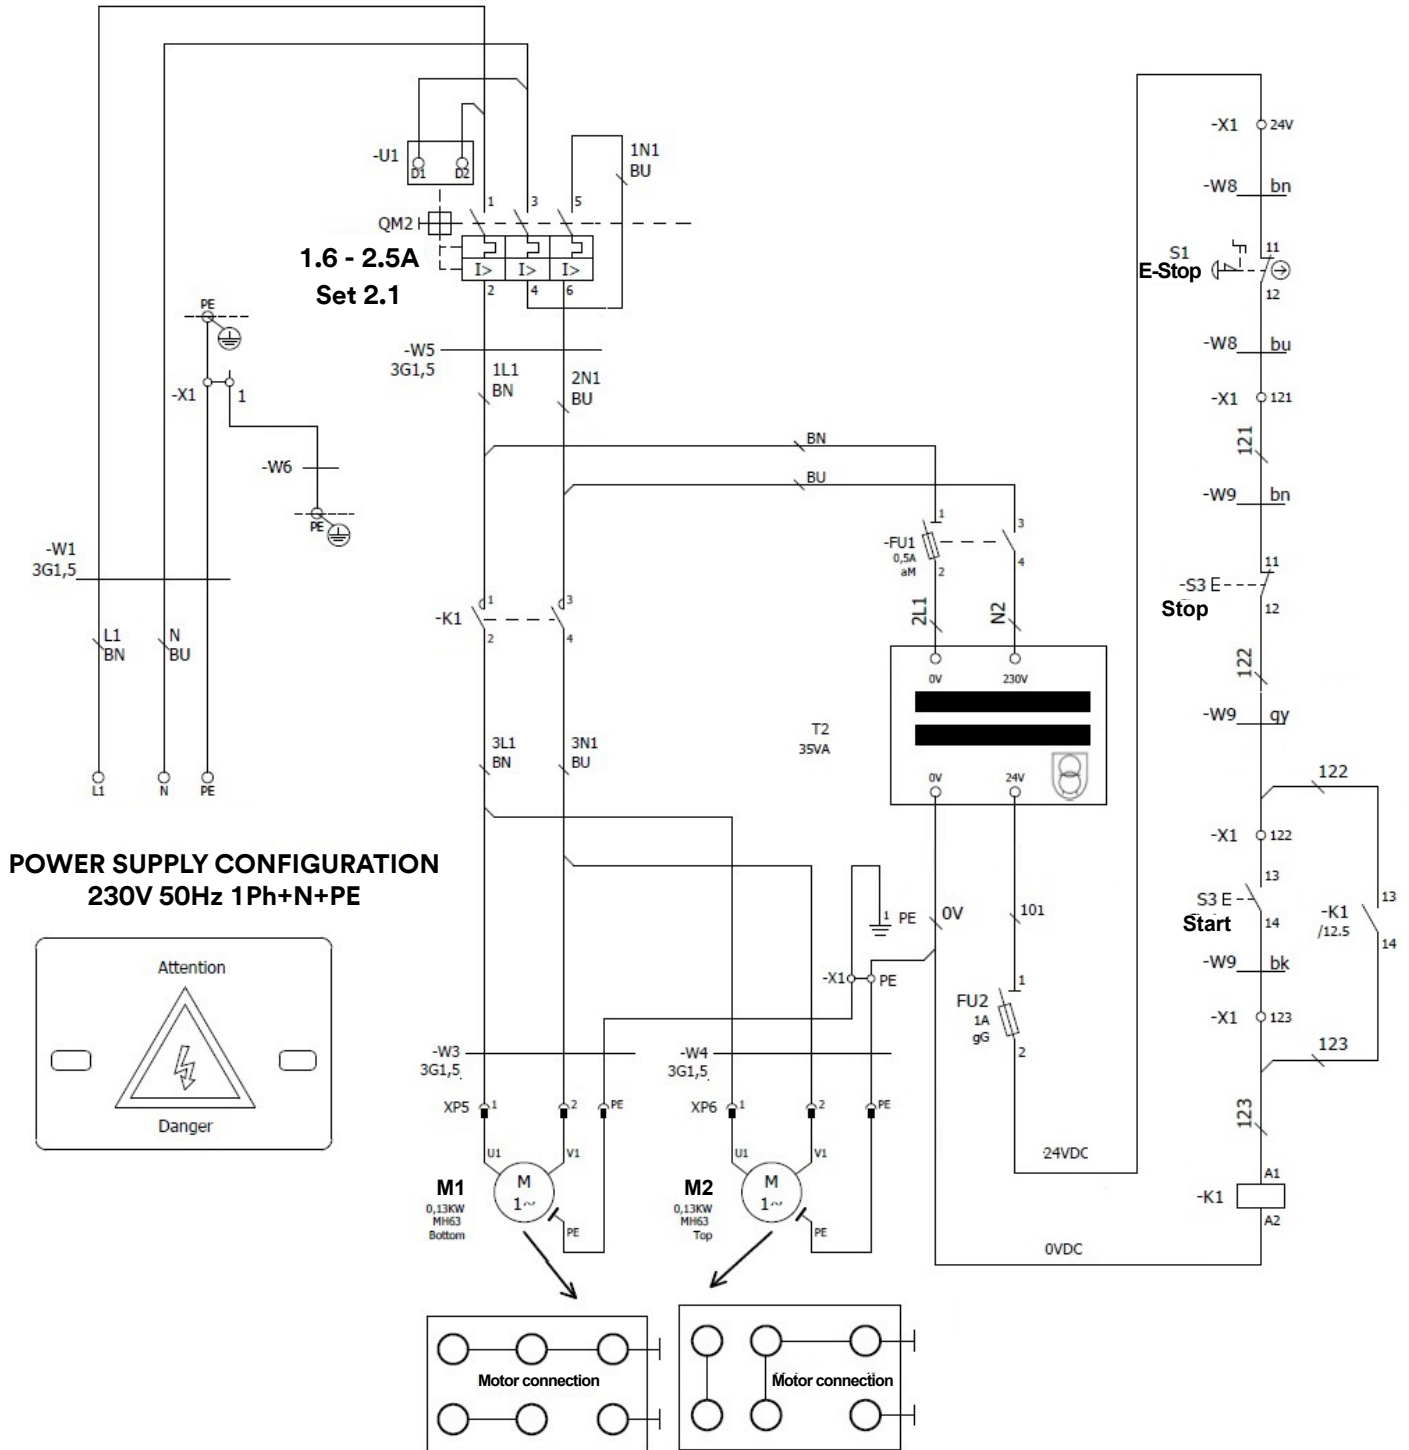 -X1 24V
-W8 bn
-U1
D1 D2
1N1
BU
1 3 5
QM2
1.6 - 2.5A
Set 2.1
I> I> I>
2 4 6
S1
E-Stop
11
12
PE
-X1 1
-W6
PE
-W5
3G1,5
1L1
BN
2N1
BU
-W8 bu
-X1 121
121
-W9 bn
BN
BU
-W1
3G1,5
L1
BN
N
BU
L1 N PE
-FU1
0,5A
aM
1
2
3
4
2L1
N2
-S3 E
Stop
11
12
122
-W9 gy
-K1
1
2
3
4
0V 230V
T2
35VA
0V 24V
3L1
BN
3N1
BU
POWER SUPPLY CONFIGURATION
230V 50Hz 1Ph+N+PE
Attention
Danger
122
-X1 122
13
S3 E
Start
14
-K1
/12.5
13
14
-W9 bk
-X1 123
123
123
1 PE
0V
101
-X1 PE
FU2
1A
gG
1
2
-W3
3G1,5
-W4
3G1,5
XP5 1 2 PE
XP6 1 2 PE
U1 V1
U1 V1
M1
0,13KW
MH63
Bottom
M
1~
PE
M2
0,13KW
MH63
Top
M
1~
PE
24VDC
0VDC
A1
-K1
A2
Motor connection
Motor connection